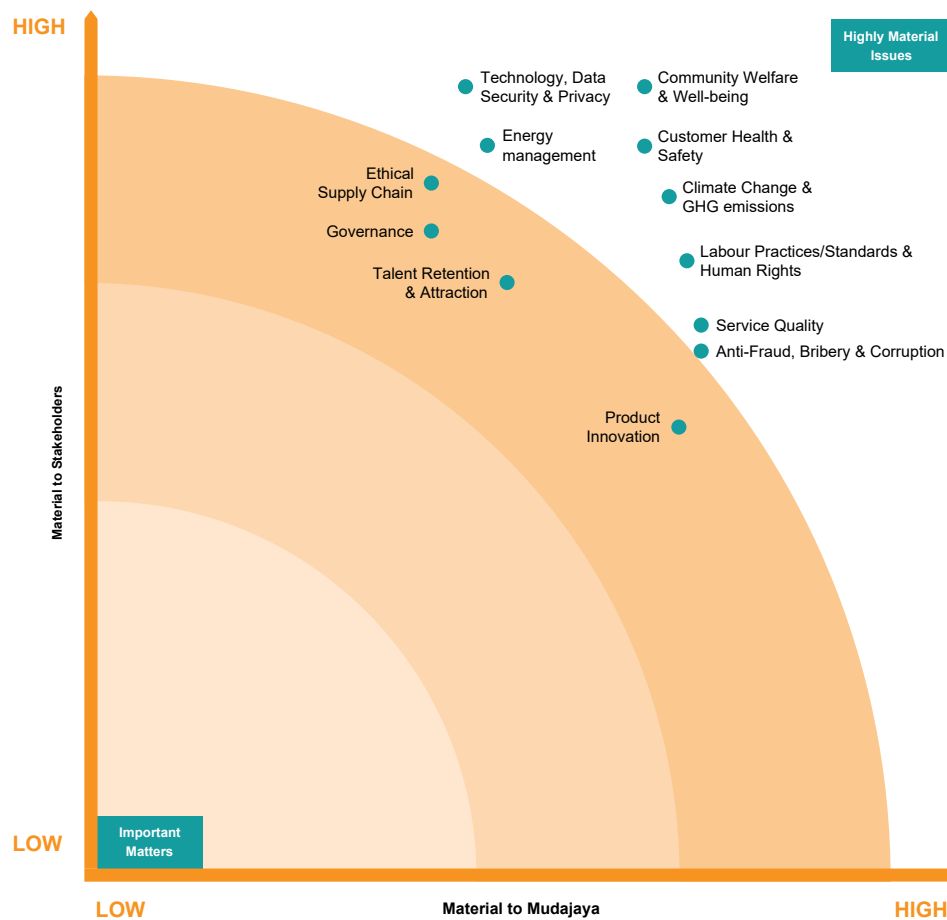 HIGH
Highly Material
Issues
Technology, Data
Security & Privacy
Community Welfare
& Well-being
Energy
management
Customer Health &
Safety
Ethical
Supply Chain
Climate Change &
GHG emissions
Governance
Labour Practices/Standards &
Human Rights
Talent Retention
& Attraction
Service Quality
Anti-Fraud, Bribery & Corruption
Product
Innovation
Material to Stakeholders
Important
Matters
LOW
LOW
Material to Mudajaya
HIGH